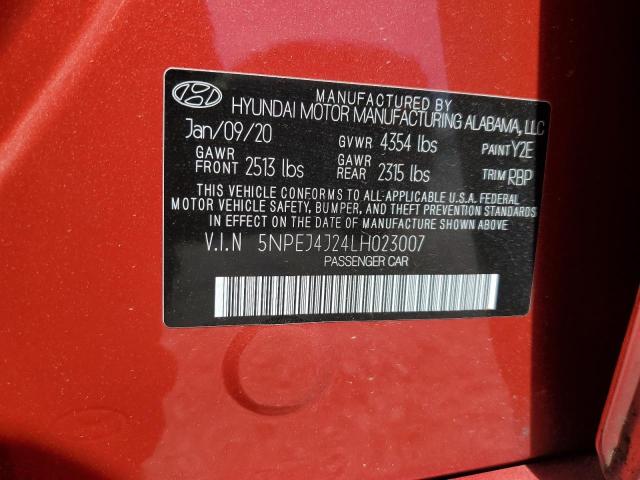 MANUFACTURED BY
HYUNDAI MOTOR MANUFACTURING ALABAMA, LLC
Jan/09/20 GVWR 4354 lbs PAINT Y2E
GAWR FRONT 2513 lbs GAWR REAR 2315 lbs TRIM RBP
THIS VEHICLE CONFORMS TO ALL APPLICABLE U.S.A. FEDERAL
MOTOR VEHICLE SAFETY, BUMPER, AND THEFT PREVENTION
STANDARDS IN EFFECT ON THE DATE OF MANUFACTURE SHOWN ABOVE
V.I.N 5NPEJ4J24LH023007
PASSENGER CAR